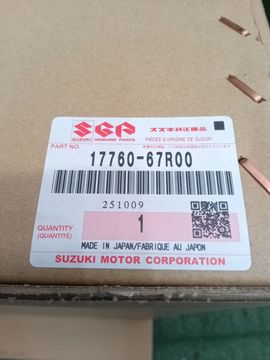 SGP スズキ純正部品
SUZUKI GENUINE PARTS PIÈCES D'ORIGINE DE SUZUKI
PART NO.
17760-67R00
251009
QUANTITY
(QUANTITÉ)
1
MADE IN JAPAN/FABRIQUÉ AU JAPON
SUZUKI MOTOR CORPORATION